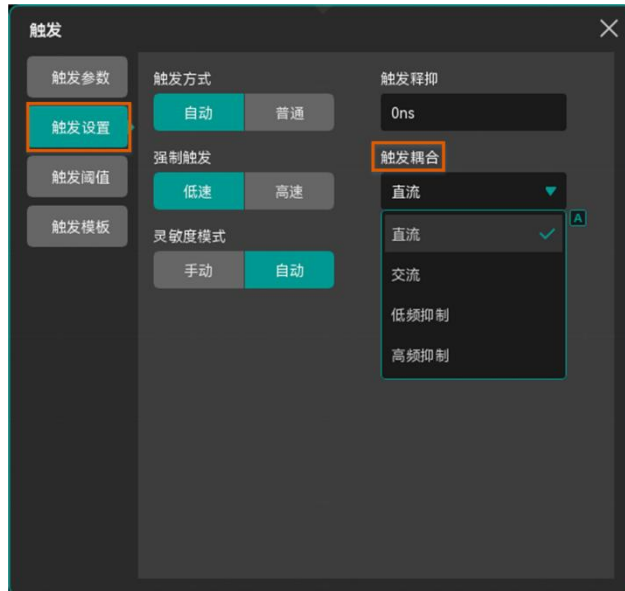 触发
触发参数
触发设置
触发阈值
触发模板
触发方式
自动 普通
强制触发
低速 高速
灵敏度模式
手动 自动
触发释抑
0ns
触发耦合
直流
A
直流
交流
低频抑制
高频抑制